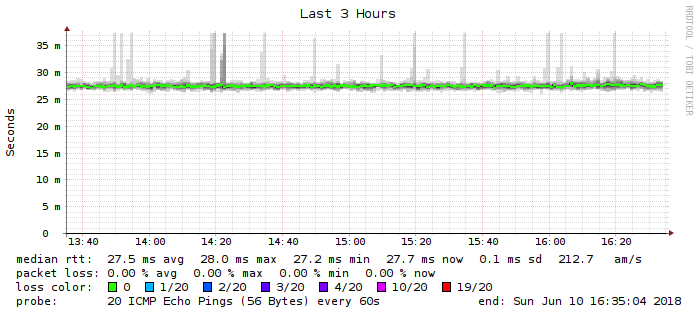 Last 3 Hours
RRDTOOL / TOBI OETIKER
Seconds
35 m
30 m
25 m
20 m
15 m
10 m
5 m
0
13:40 14:00 14:20 14:40 15:00 15:20 15:40 16:00 16:20
median rtt: 27.5 ms avg 28.0 ms max 27.2 ms min 27.7 ms now 0.1 ms sd 212.7 am/s
packet loss: 0.00 % avg 0.00 % max 0.00 % min 0.00 % now
loss color: 0 1/20 2/20 3/20 4/20 10/20 19/20
probe: 20 ICMP Echo Pings (56 Bytes) every 60s end: Sun Jun 10 16:35:04 2018